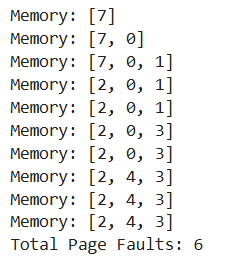 Memory: [7]
Memory: [7, 0]
Memory: [7, 0, 1]
Memory: [2, 0, 1]
Memory: [2, 0, 1]
Memory: [2, 0, 3]
Memory: [2, 0, 3]
Memory: [2, 4, 3]
Memory: [2, 4, 3]
Memory: [2, 4, 3]
Total Page Faults: 6